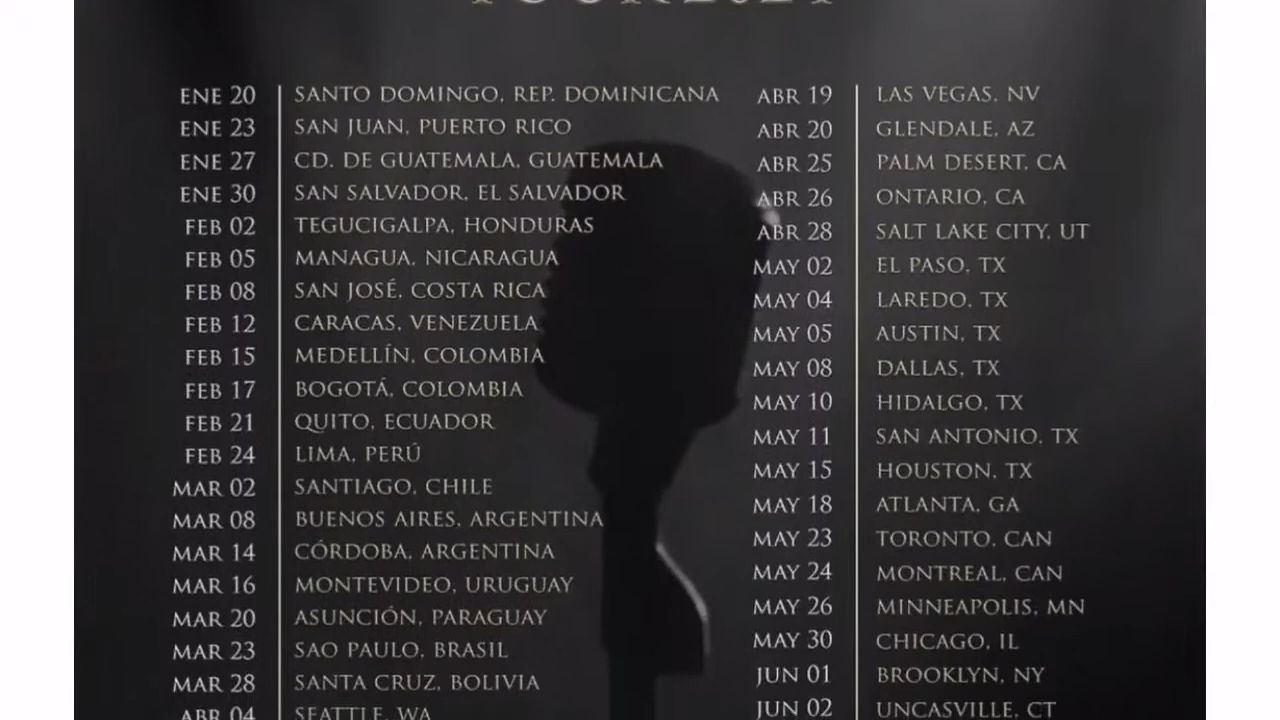 ENE 20 SANTO DOMINGO, REP. DOMINICANA
ENE 23 SAN JUAN, PUERTO RICO
ENE 27 CD. DE GUATEMALA, GUATEMALA
ENE 30 SAN SALVADOR, EL SALVADOR
FEB 02 TEGUCIGALPA, HONDURAS
FEB 05 MANAGUA, NICARAGUA
FEB 08 SAN JOSÉ, COSTA RICA
FEB 12 CARACAS, VENEZUELA
FEB 15 MEDELLÍN, COLOMBIA
FEB 17 BOGOTÁ, COLOMBIA
FEB 21 QUITO, ECUADOR
FEB 24 LIMA, PERÚ
MAR 02 SANTIAGO, CHILE
MAR 08 BUENOS AIRES, ARGENTINA
MAR 14 CÓRDOBA, ARGENTINA
MAR 16 MONTEVIDEO, URUGUAY
MAR 20 ASUNCIÓN, PARAGUAY
MAR 23 SAO PAULO, BRASIL
MAR 28 SANTA CRUZ, BOLIVIA
ABR 04 SEATTLE, WA
ABR 19 LAS VEGAS, NV
ABR 20 GLENDALE, AZ
ABR 25 PALM DESERT, CA
ABR 26 ONTARIO, CA
ABR 28 SALT LAKE CITY, UT
MAY 02 EL PASO, TX
MAY 04 LAREDO, TX
MAY 05 AUSTIN, TX
MAY 08 DALLAS, TX
MAY 10 HIDALGO, TX
MAY 11 SAN ANTONIO, TX
MAY 15 HOUSTON, TX
MAY 18 ATLANTA, GA
MAY 23 TORONTO, CAN
MAY 24 MONTREAL, CAN
MAY 26 MINNEAPOLIS, MN
MAY 30 CHICAGO, IL
JUN 01 BROOKLYN, NY
JUN 02 UNCASVILLE, CT